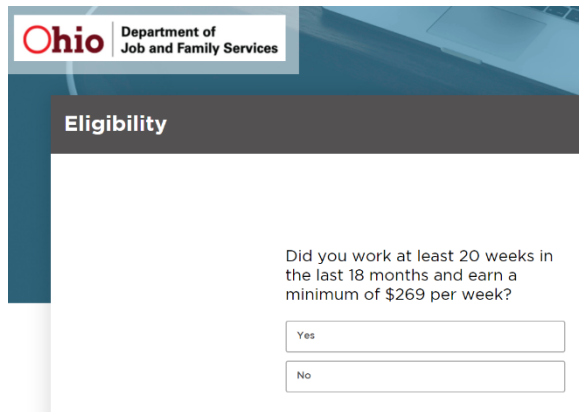 Ohio
Department of
Job and Family Services
Eligibility
Did you work at least 20 weeks in
the last 18 months and earn a
minimum of $269 per week?
Yes
No